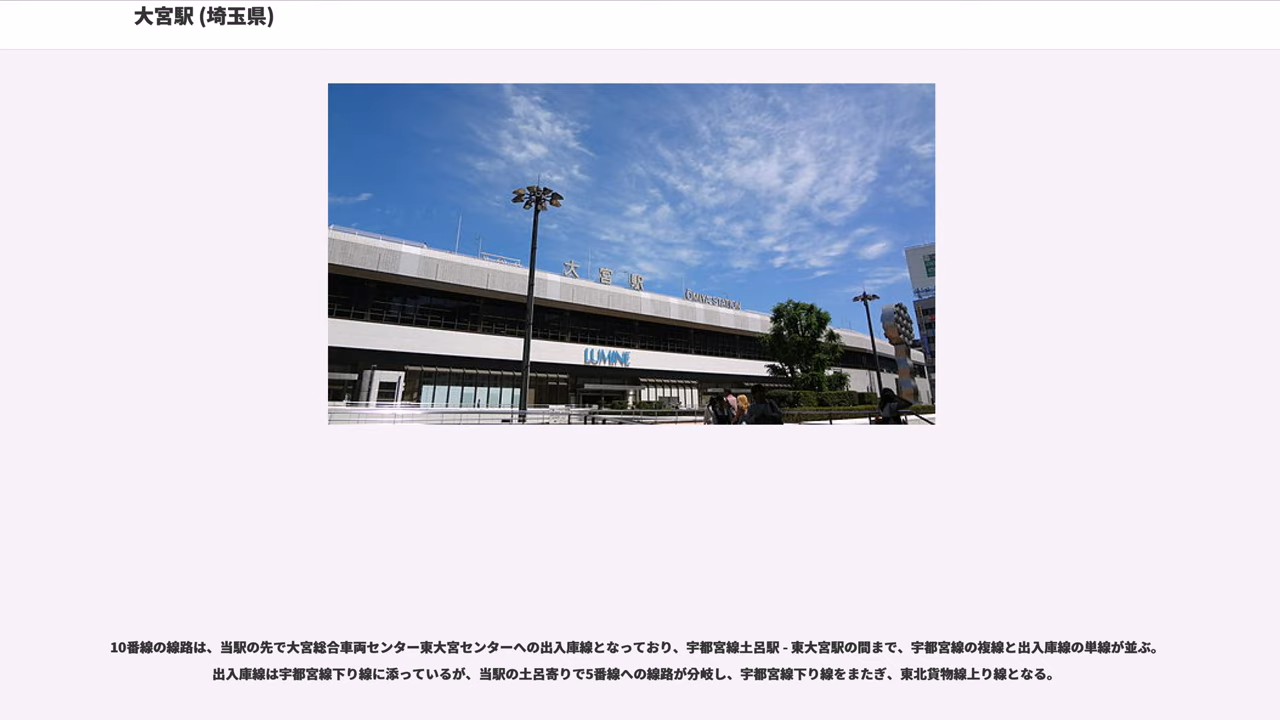 大宮駅 (埼玉県)
大宮駅
ŌMIYA STATION
LUMINE
10番線の線路は、当駅の先で大宮総合車両センター東大宮センターへの出入庫線となっており、宇都宮線土呂駅 - 東大宮駅の間まで、宇都宮線の複線と出入庫線の単線が並ぶ。
出入庫線は宇都宮線下り線に添っているが、当駅の土呂寄りで5番線への線路が分岐し、宇都宮線下り線をまたぎ、東北貨物線上り線となる。